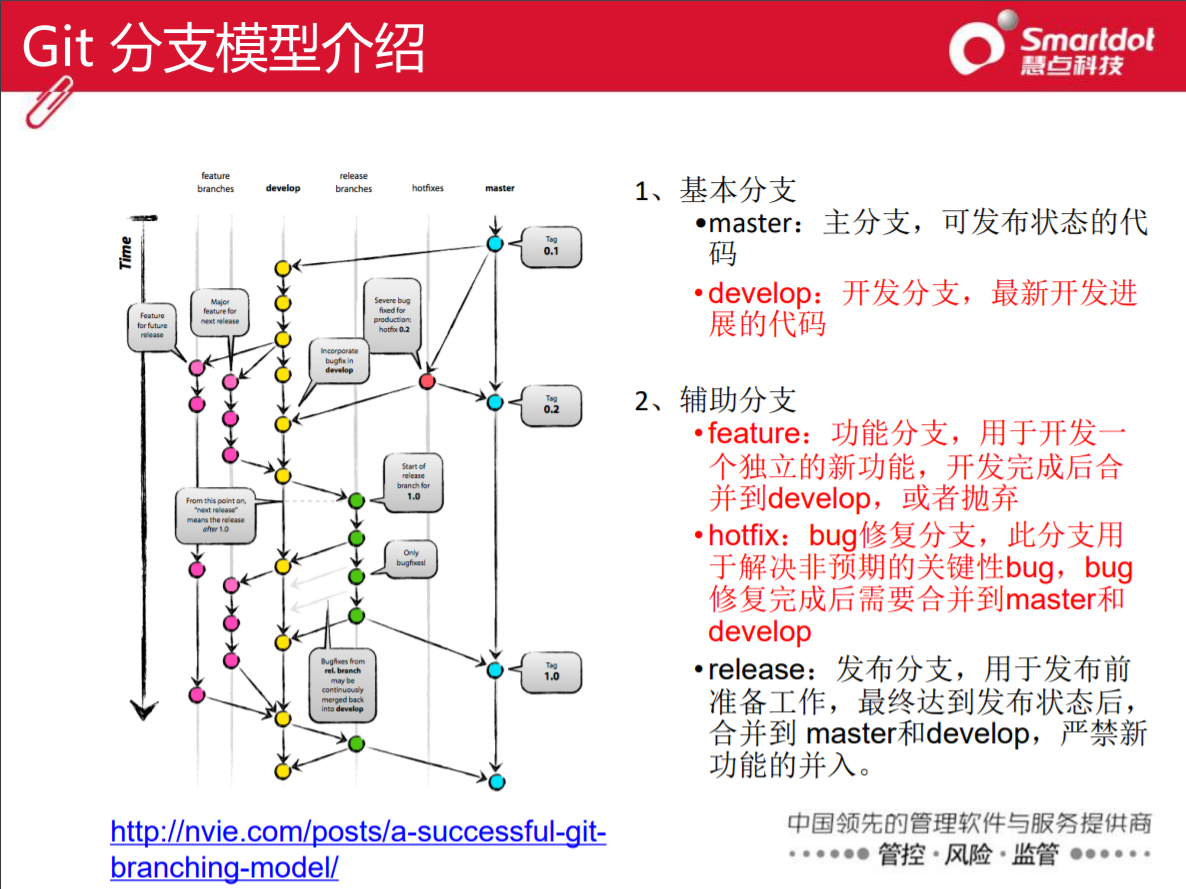 Git 分支模型介绍
Smartdot
慧点科技
feature
branches
develop
release
branches
hotfixes
master
Time
Tag
0.1
Feature
for future
release
Major
feature for
next release
Severe bug
fixed for
production:
hotfix 0.2
Incorporate
bugfix in
develop
Tag
0.2
Start of
release
branch for
1.0
From this point on,
"next release"
means the release
after 1.0
Only
bugfixes!
Bugfixes from
rel. branch
may be
continuously
merged back
into develop
Tag
1.0
http://nvie.com/posts/a-successful-git-
branching-model/
1、基本分支
•master：主分支，可发布状态的代
码
•develop：开发分支，最新开发进
展的代码
2、辅助分支
•feature：功能分支，用于开发一
个独立的新功能，开发完成后合
并到develop，或者抛弃
•hotfix：bug修复分支，此分支用
于解决非预期的关键性bug，bug
修复完成后需要合并到master和
develop
•release：发布分支，用于发布前
准备工作，最终达到发布状态后，
合并到 master和develop，严禁新
功能的并入。
中国领先的管理软件与服务提供商
管控·风险·监管